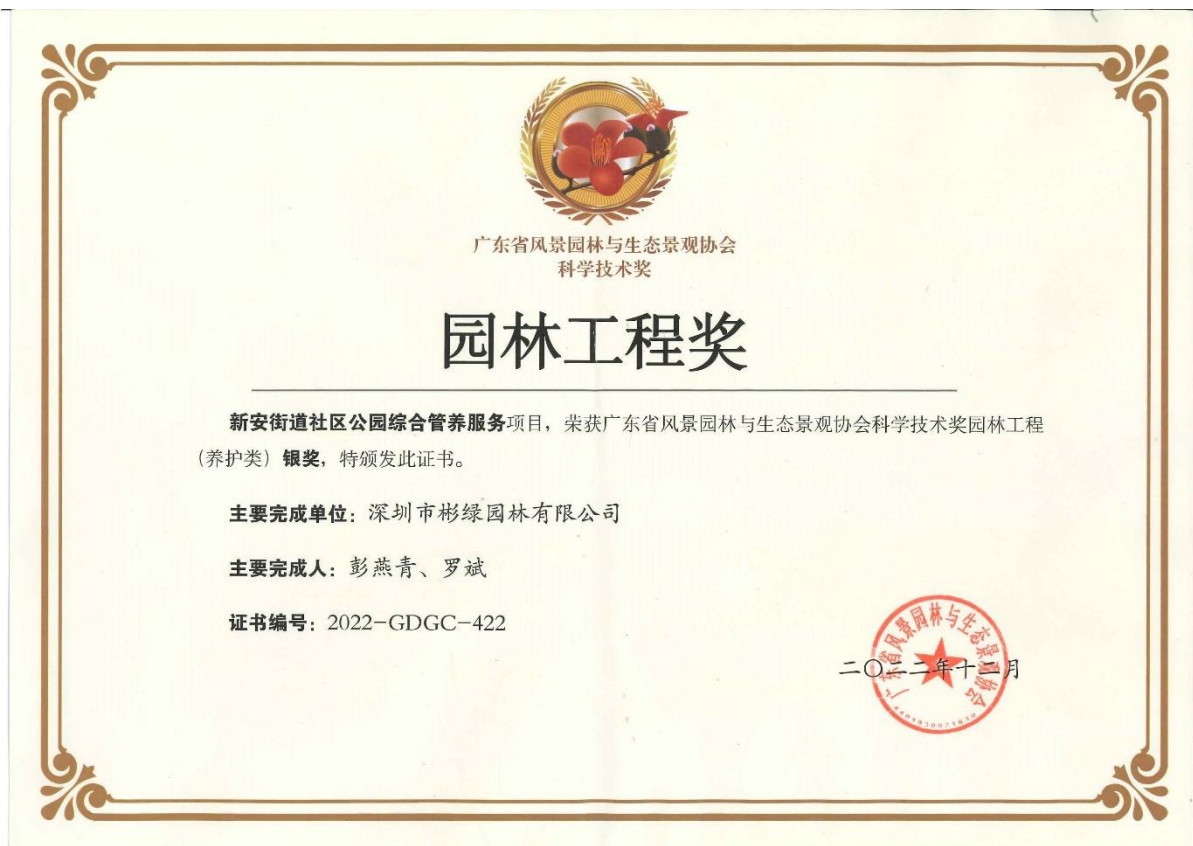 广东省风景园林与生态景观协会
科学技术奖
园林工程奖
新安街道社区公园综合管养服务项目，荣获广东省风景园林与生态景观协会科学技术奖园林工程
（养护类）银奖，特颁发此证书。
主要完成单位：深圳市彬绿园林有限公司
主要完成人：彭燕青、罗斌
证书编号：2022-GDGC-422
广东省风景园林与生态景观协会
二〇二二年十二月